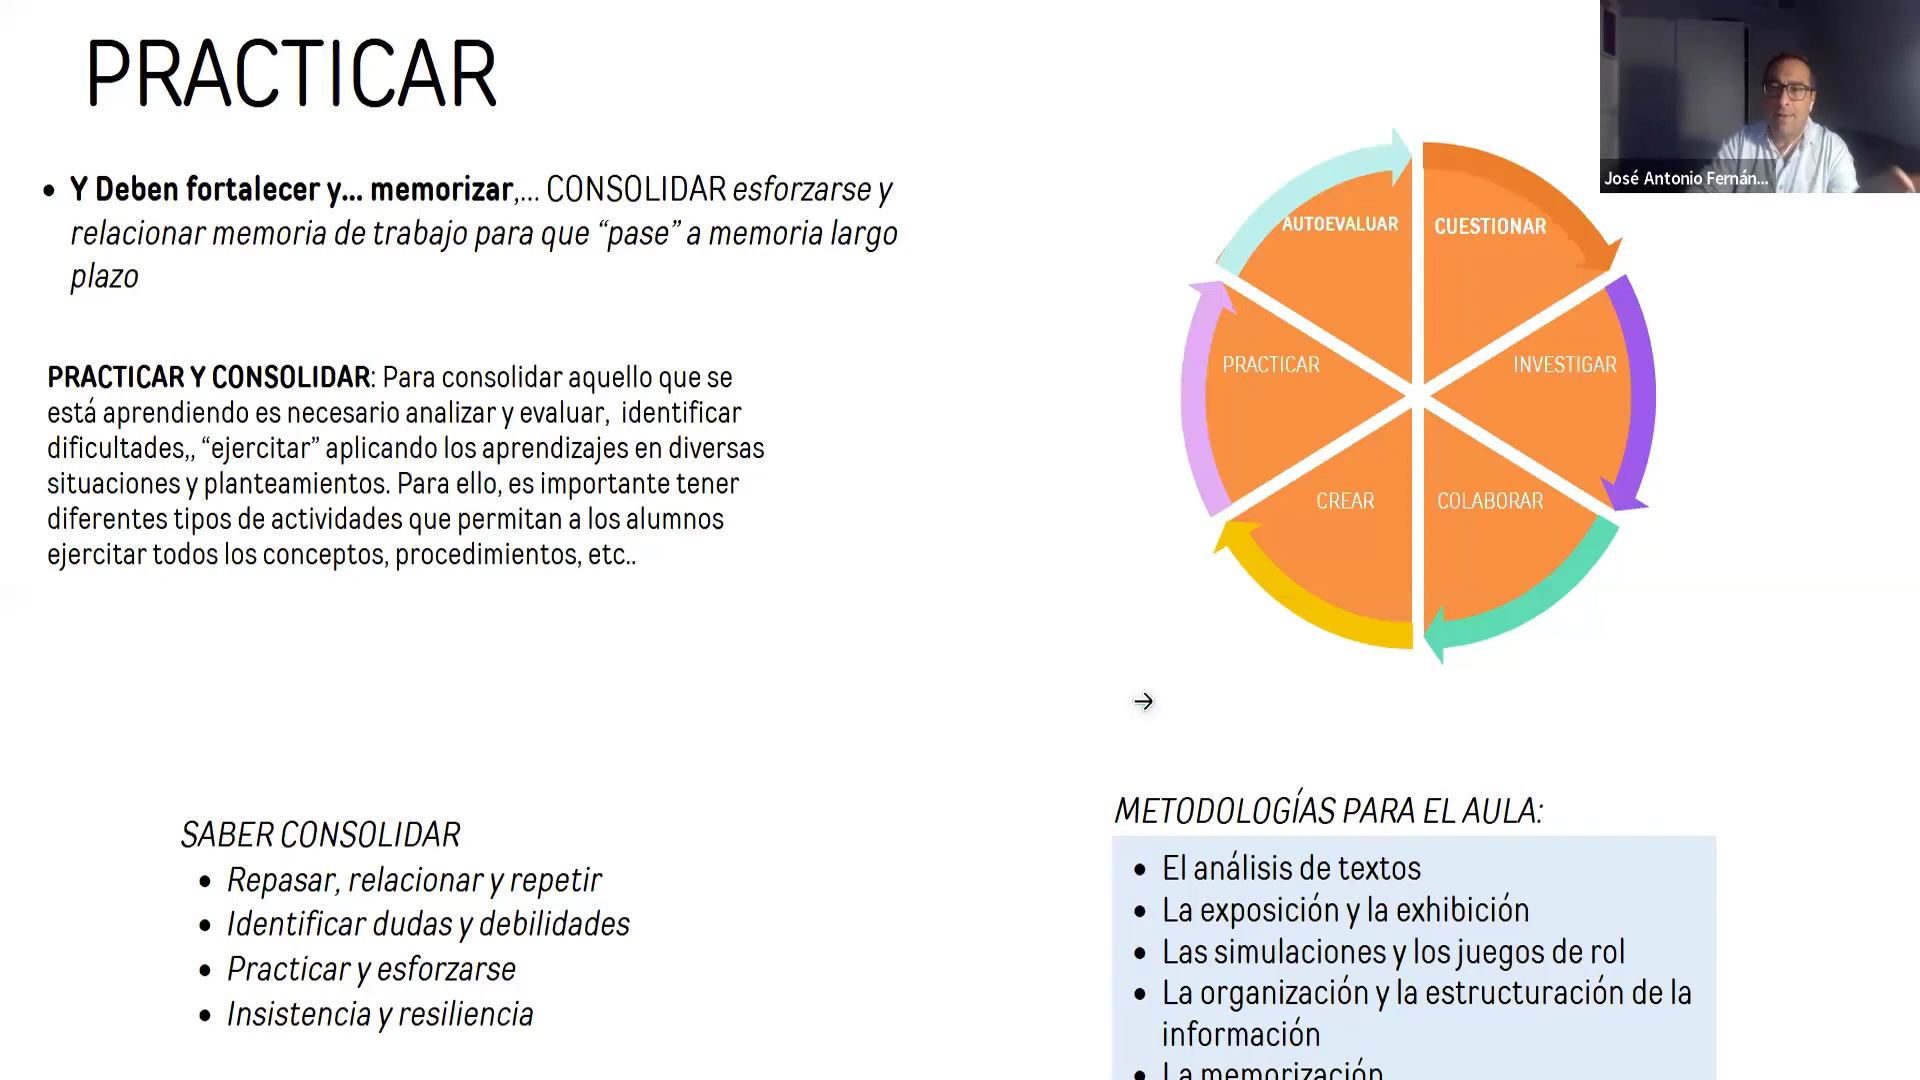 PRACTICAR
• Y Deben fortalecer y... memorizar,... CONSOLIDAR esforzarse y
relacionar memoria de trabajo para que “pase” a memoria largo
plazo
PRACTICAR Y CONSOLIDAR: Para consolidar aquello que se
está aprendiendo es necesario analizar y evaluar, identificar
dificultades,, “ejercitar” aplicando los aprendizajes en diversas
situaciones y planteamientos. Para ello, es importante tener
diferentes tipos de actividades que permitan a los alumnos
ejercitar todos los conceptos, procedimientos, etc..
SABER CONSOLIDAR
• Repasar, relacionar y repetir
• Identificar dudas y debilidades
• Practicar y esforzarse
• Insistencia y resiliencia
José Antonio Fernán...
AUTOEVALUAR
CUESTIONAR
PRACTICAR
INVESTIGAR
CREAR
COLABORAR
METODOLOGÍAS PARA EL AULA:
• El análisis de textos
• La exposición y la exhibición
• Las simulaciones y los juegos de rol
• La organización y la estructuración de la
información
• La memorización